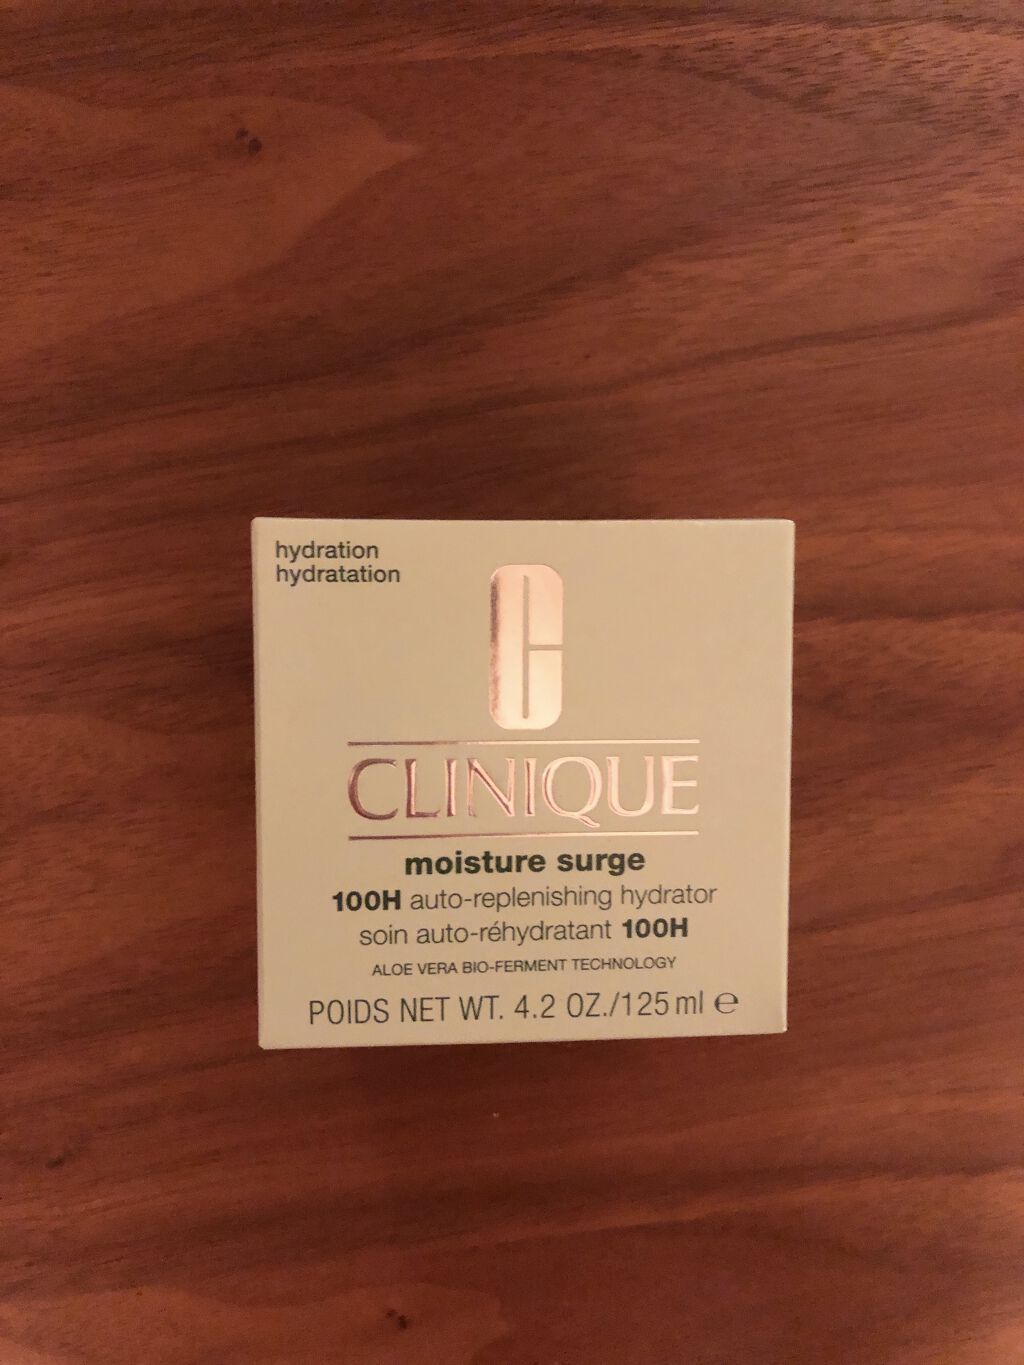 hydration
hydratation
C
CLINIQUE
moisture surge
100H auto-replenishing hydrator
soin auto-réhydratant 100H
ALOE VERA BIO-FERMENT TECHNOLOGY
POIDS NET WT. 4.2 OZ./125 ml ℮